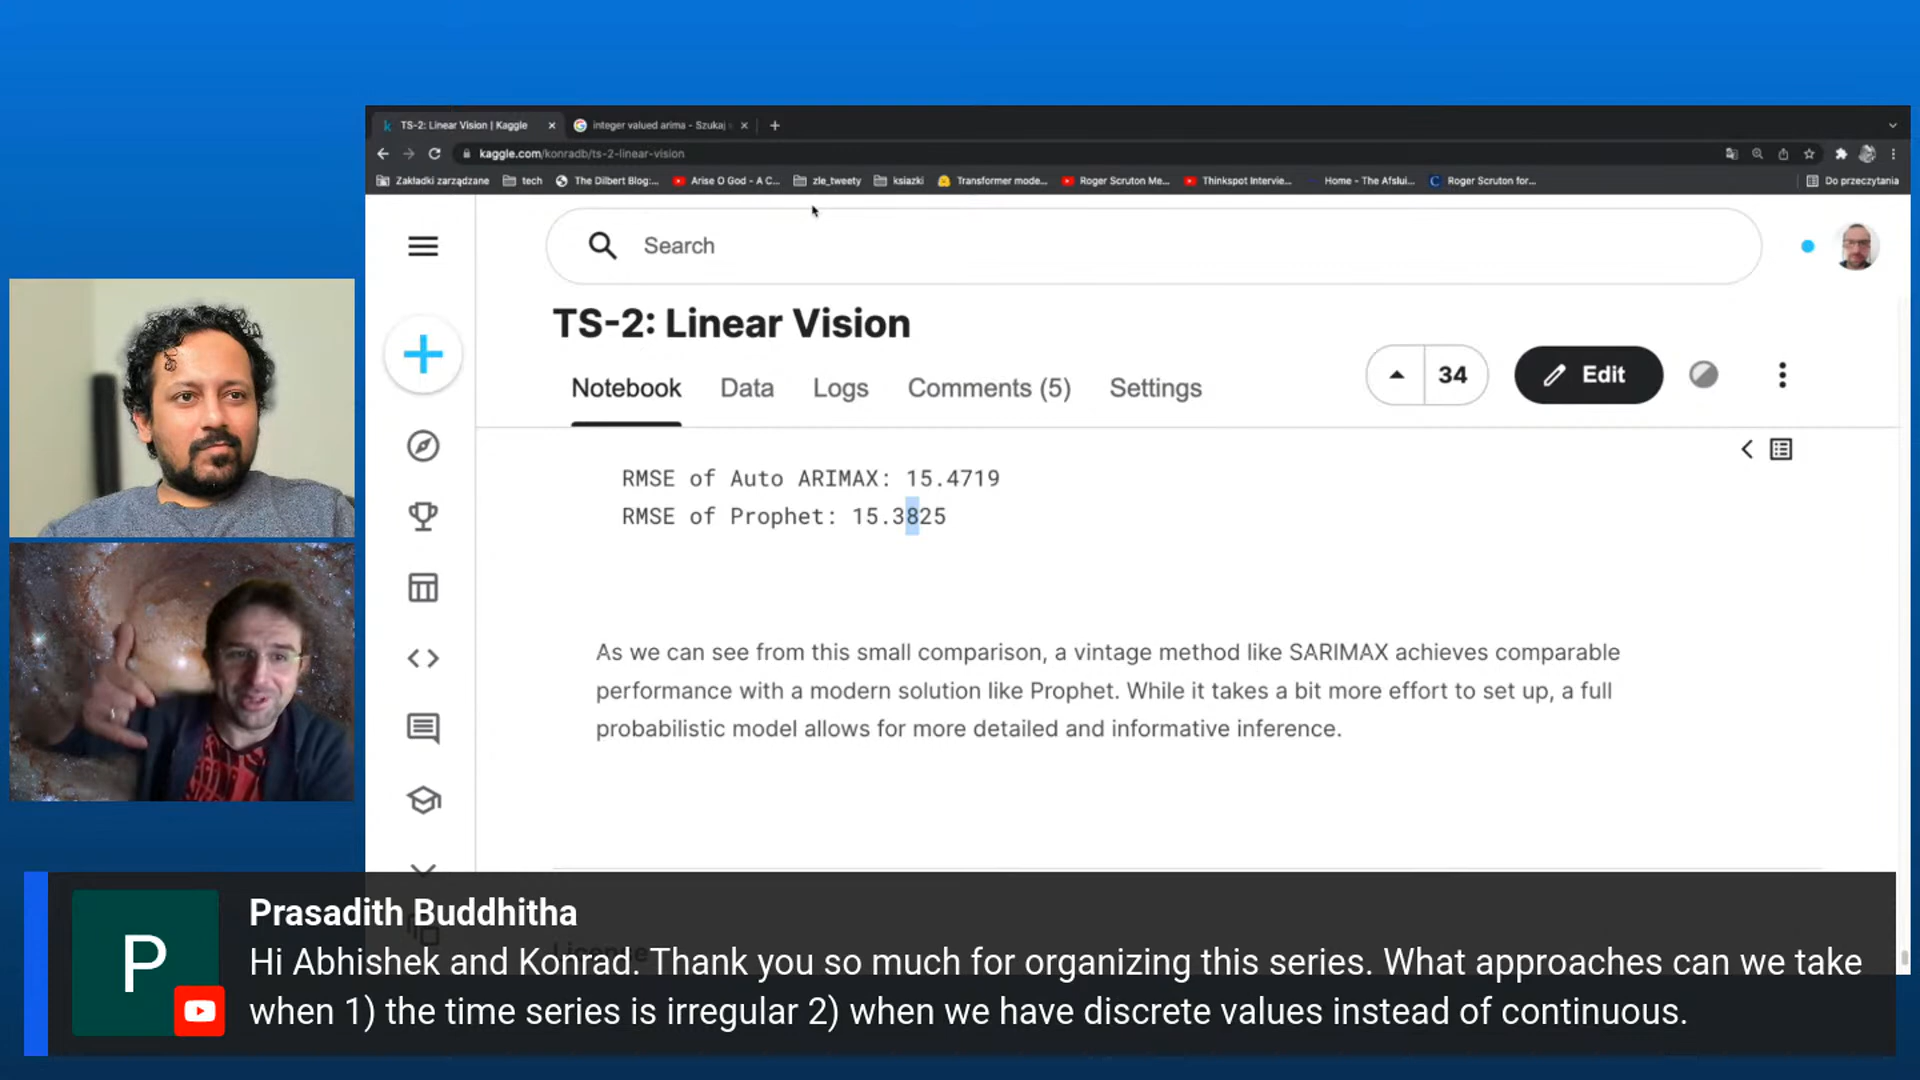 TS-2: Linear Vision | Kaggle
integer valued arima - Szukaj
kaggle.com/konradb/ts-2-linear-vision
Zakładki zarządzane tech The Dilbert Blog:... Arise O God - A C... zle_tweety ksiazki Transformer mode... Roger Scruton Me... Thinkspot Intervie... Home - The Afslui... Roger Scruton for... Do przeczytania
Search
TS-2: Linear Vision
Notebook Data Logs Comments (5) Settings
34 Edit
RMSE of Auto ARIMAX: 15.4719
RMSE of Prophet: 15.3825
As we can see from this small comparison, a vintage method like SARIMAX achieves comparable
performance with a modern solution like Prophet. While it takes a bit more effort to set up, a full
probabilistic model allows for more detailed and informative inference.
License
P
Prasadith Buddhitha
Hi Abhishek and Konrad. Thank you so much for organizing this series. What approaches can we take
when 1) the time series is irregular 2) when we have discrete values instead of continuous.